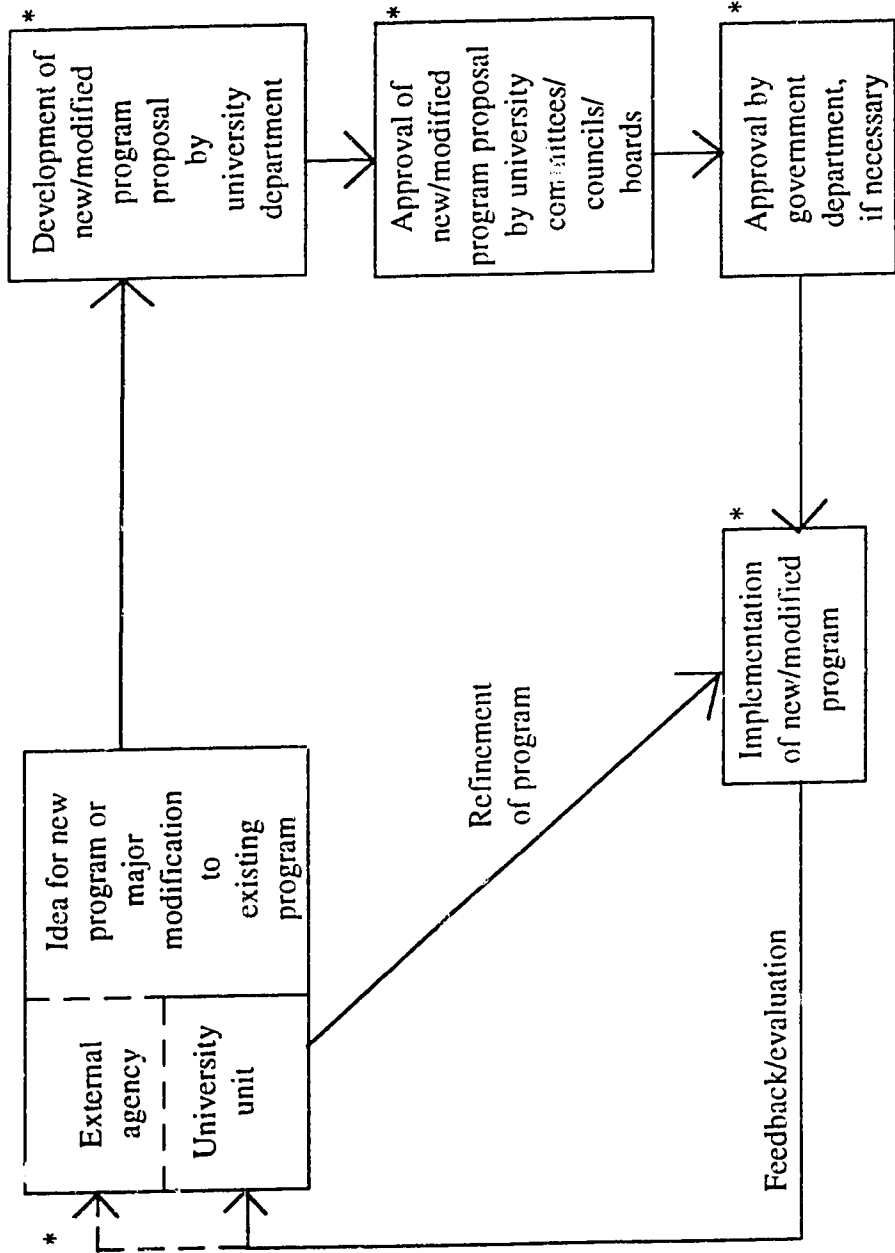 *
External
agency
University
unit
Idea for new
program or
major
modification
to
existing
program
*
Development of
new/modified
program
proposal
by
university
department
*
Approval of
new/modified
program proposal
by university
committees/
councils/
boards
*
Approval by
government
department,
if necessary
*
Implementation
of new/modified
program
Refinement
of program
Feedback/evaluation